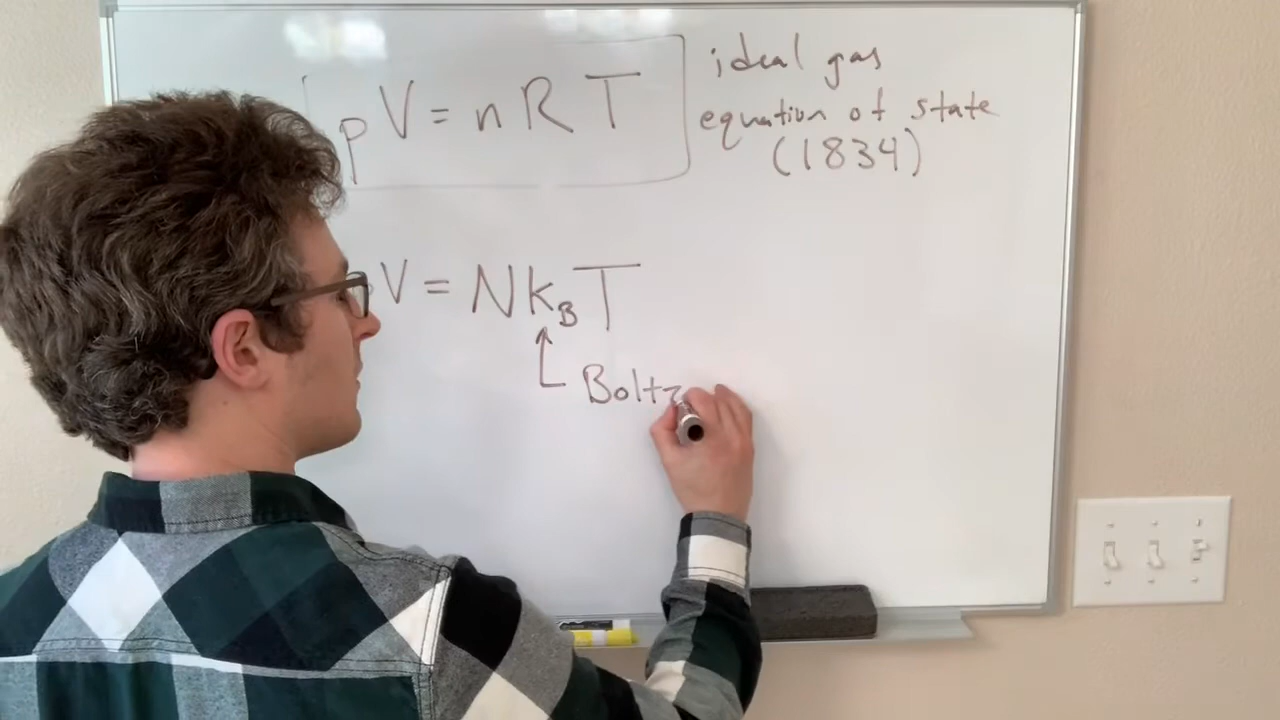 pV = nRT
ideal gas
equation of state
(1834)
V = Nk_BT
Boltz